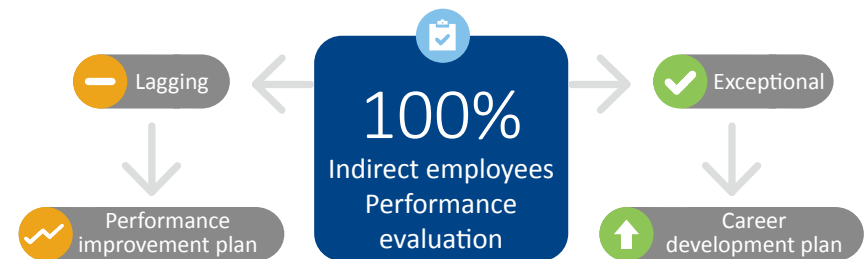 Lagging
Performance
improvement plan
100%
Indirect employees
Performance
evaluation
Exceptional
Career
development plan